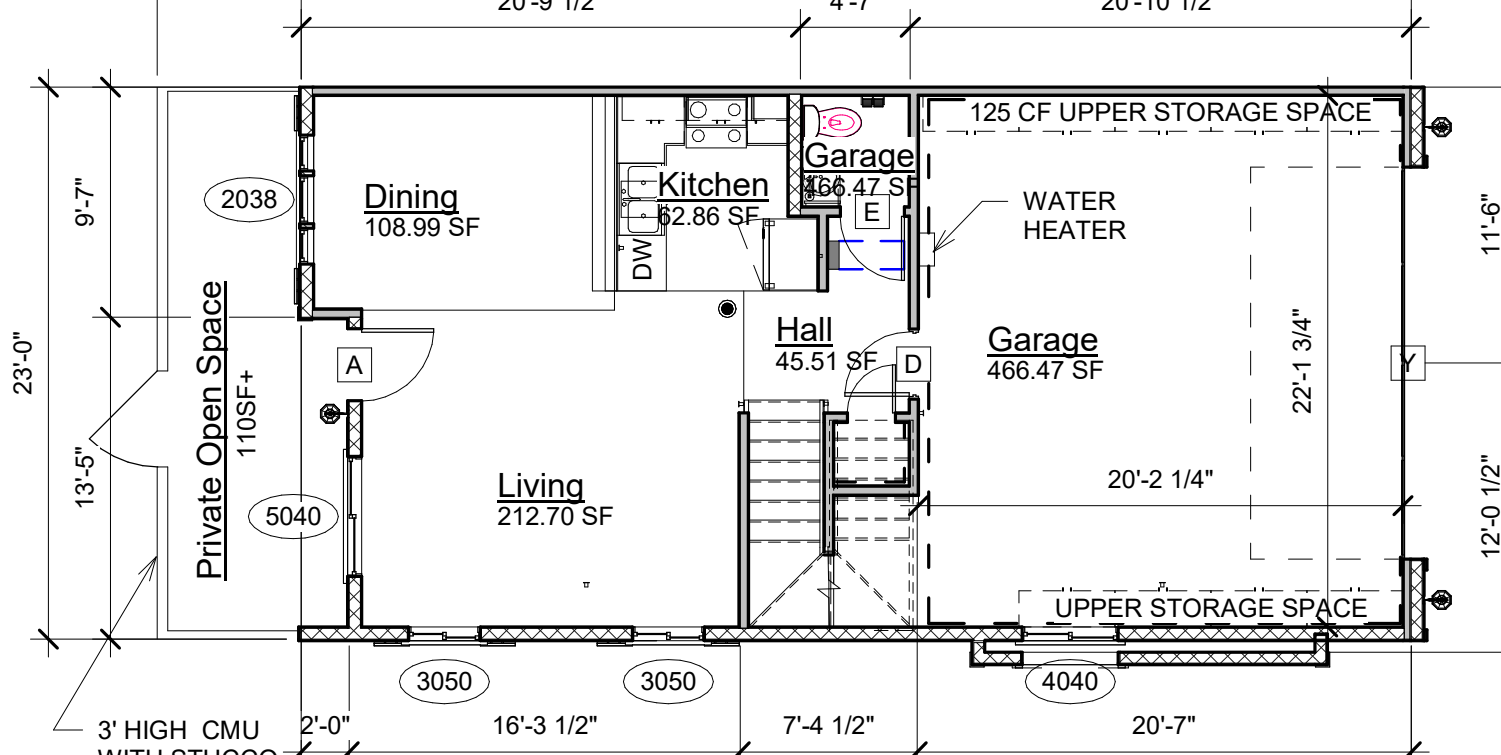 20'-9 1/2"
4'-7"
20'-10 1/2"
125 CF UPPER STORAGE SPACE
Garage
466.47 SF
Kitchen
62.86 SF
Dining
108.99 SF
2038
E
WATER
HEATER
9'-7"
11'-6"
DW
Private Open Space
110SF+
23'-0"
Hall
45.51 SF
A
D
Garage
466.47 SF
22'-1 3/4"
Y
13'-5"
Living
212.70 SF
5040
20'-2 1/4"
12'-0 1/2"
UPPER STORAGE SPACE
3050
3050
4040
3' HIGH CMU
WITH STUCCO
2'-0"
16'-3 1/2"
7'-4 1/2"
20'-7"